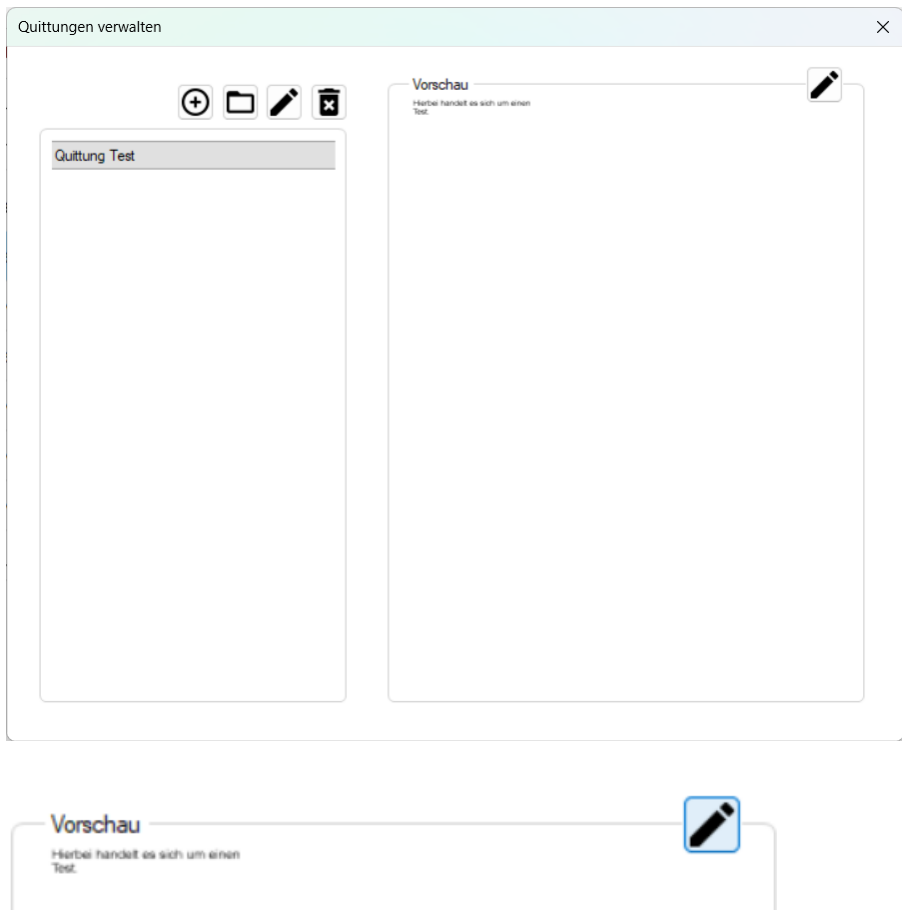 Quittungen verwalten
Vorschau
Hierbei handelt es sich um einen
Test.
Quittung Test
Vorschau
Hierbei handelt es sich um einen
Test.